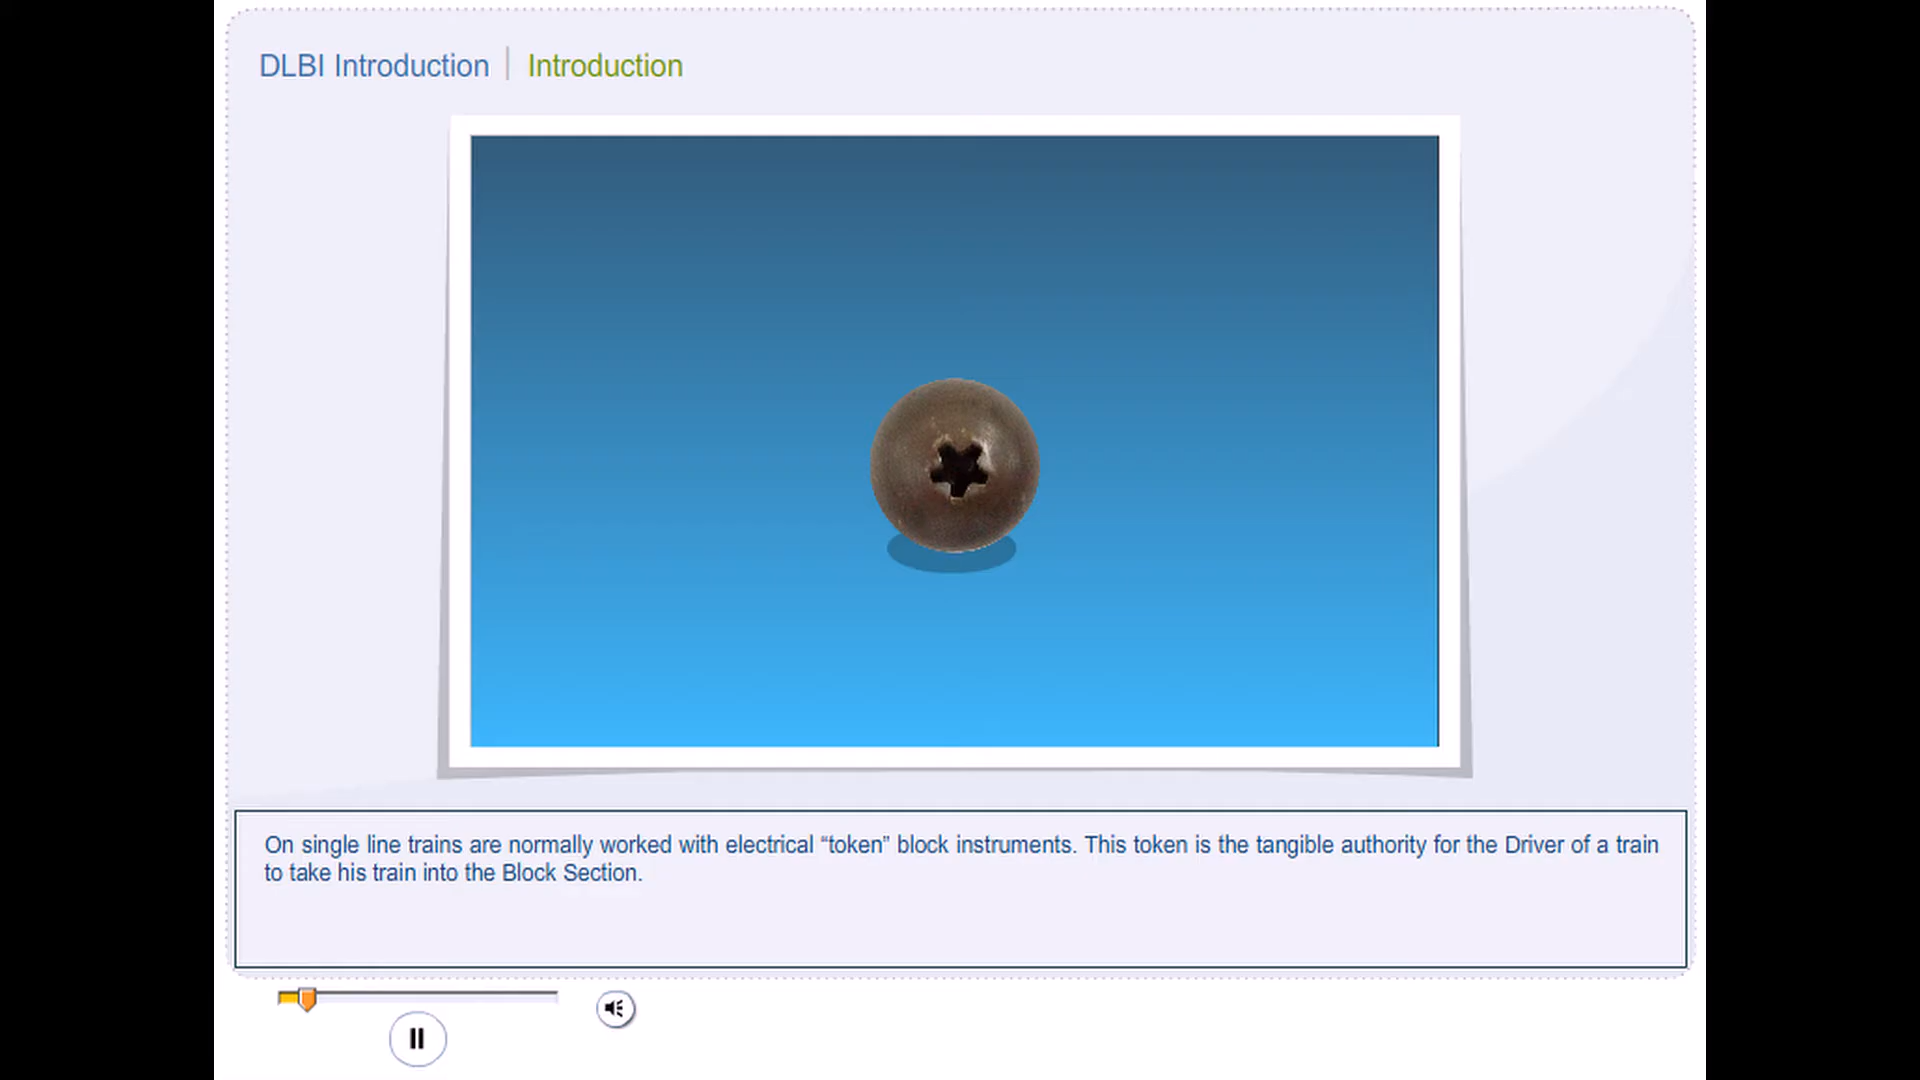 DLBI Introduction | Introduction
On single line trains are normally worked with electrical “token” block instruments. This token is the tangible authority for the Driver of a train
to take his train into the Block Section.